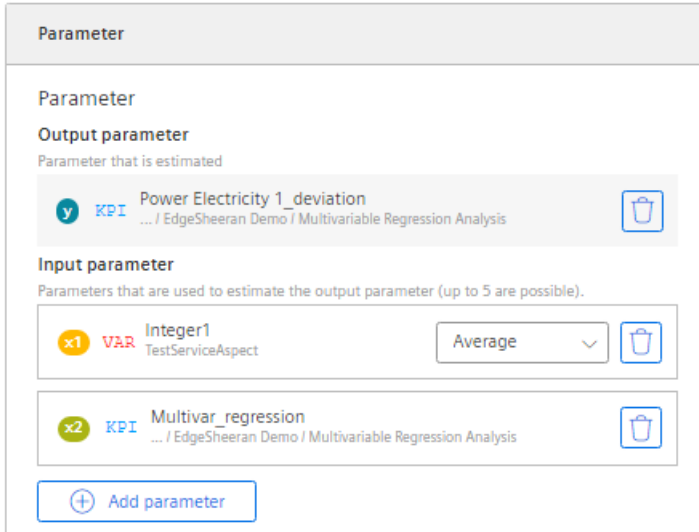 Parameter
Parameter
Output parameter
Parameter that is estimated
y KPI Power Electricity 1_deviation
... / EdgeSheeran Demo / Multivariable Regression Analysis
Input parameter
Parameters that are used to estimate the output parameter (up to 5 are possible).
x1 VAR Integer1 Average
TestServiceAspect
x2 KPI Multivar_regression
... / EdgeSheeran Demo / Multivariable Regression Analysis
Add parameter